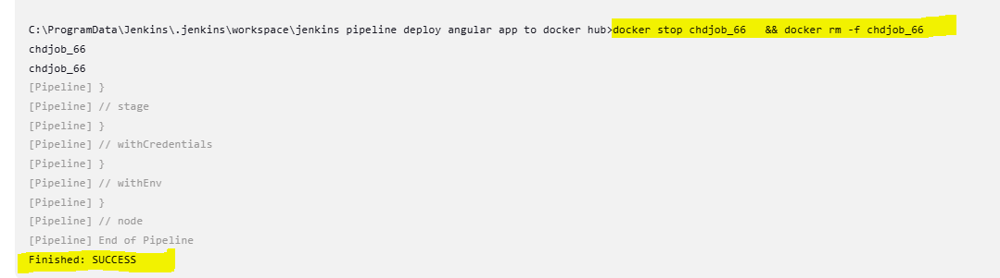 C:\ProgramData\Jenkins\.jenkins\workspace\jenkins pipeline deploy angular app to docker hub>docker stop chdjob_66   && docker rm -f chdjob_66
chdjob_66
chdjob_66
[Pipeline] }
[Pipeline] // stage
[Pipeline] }
[Pipeline] // withCredentials
[Pipeline] }
[Pipeline] // withEnv
[Pipeline] }
[Pipeline] // node
[Pipeline] End of Pipeline
Finished: SUCCESS